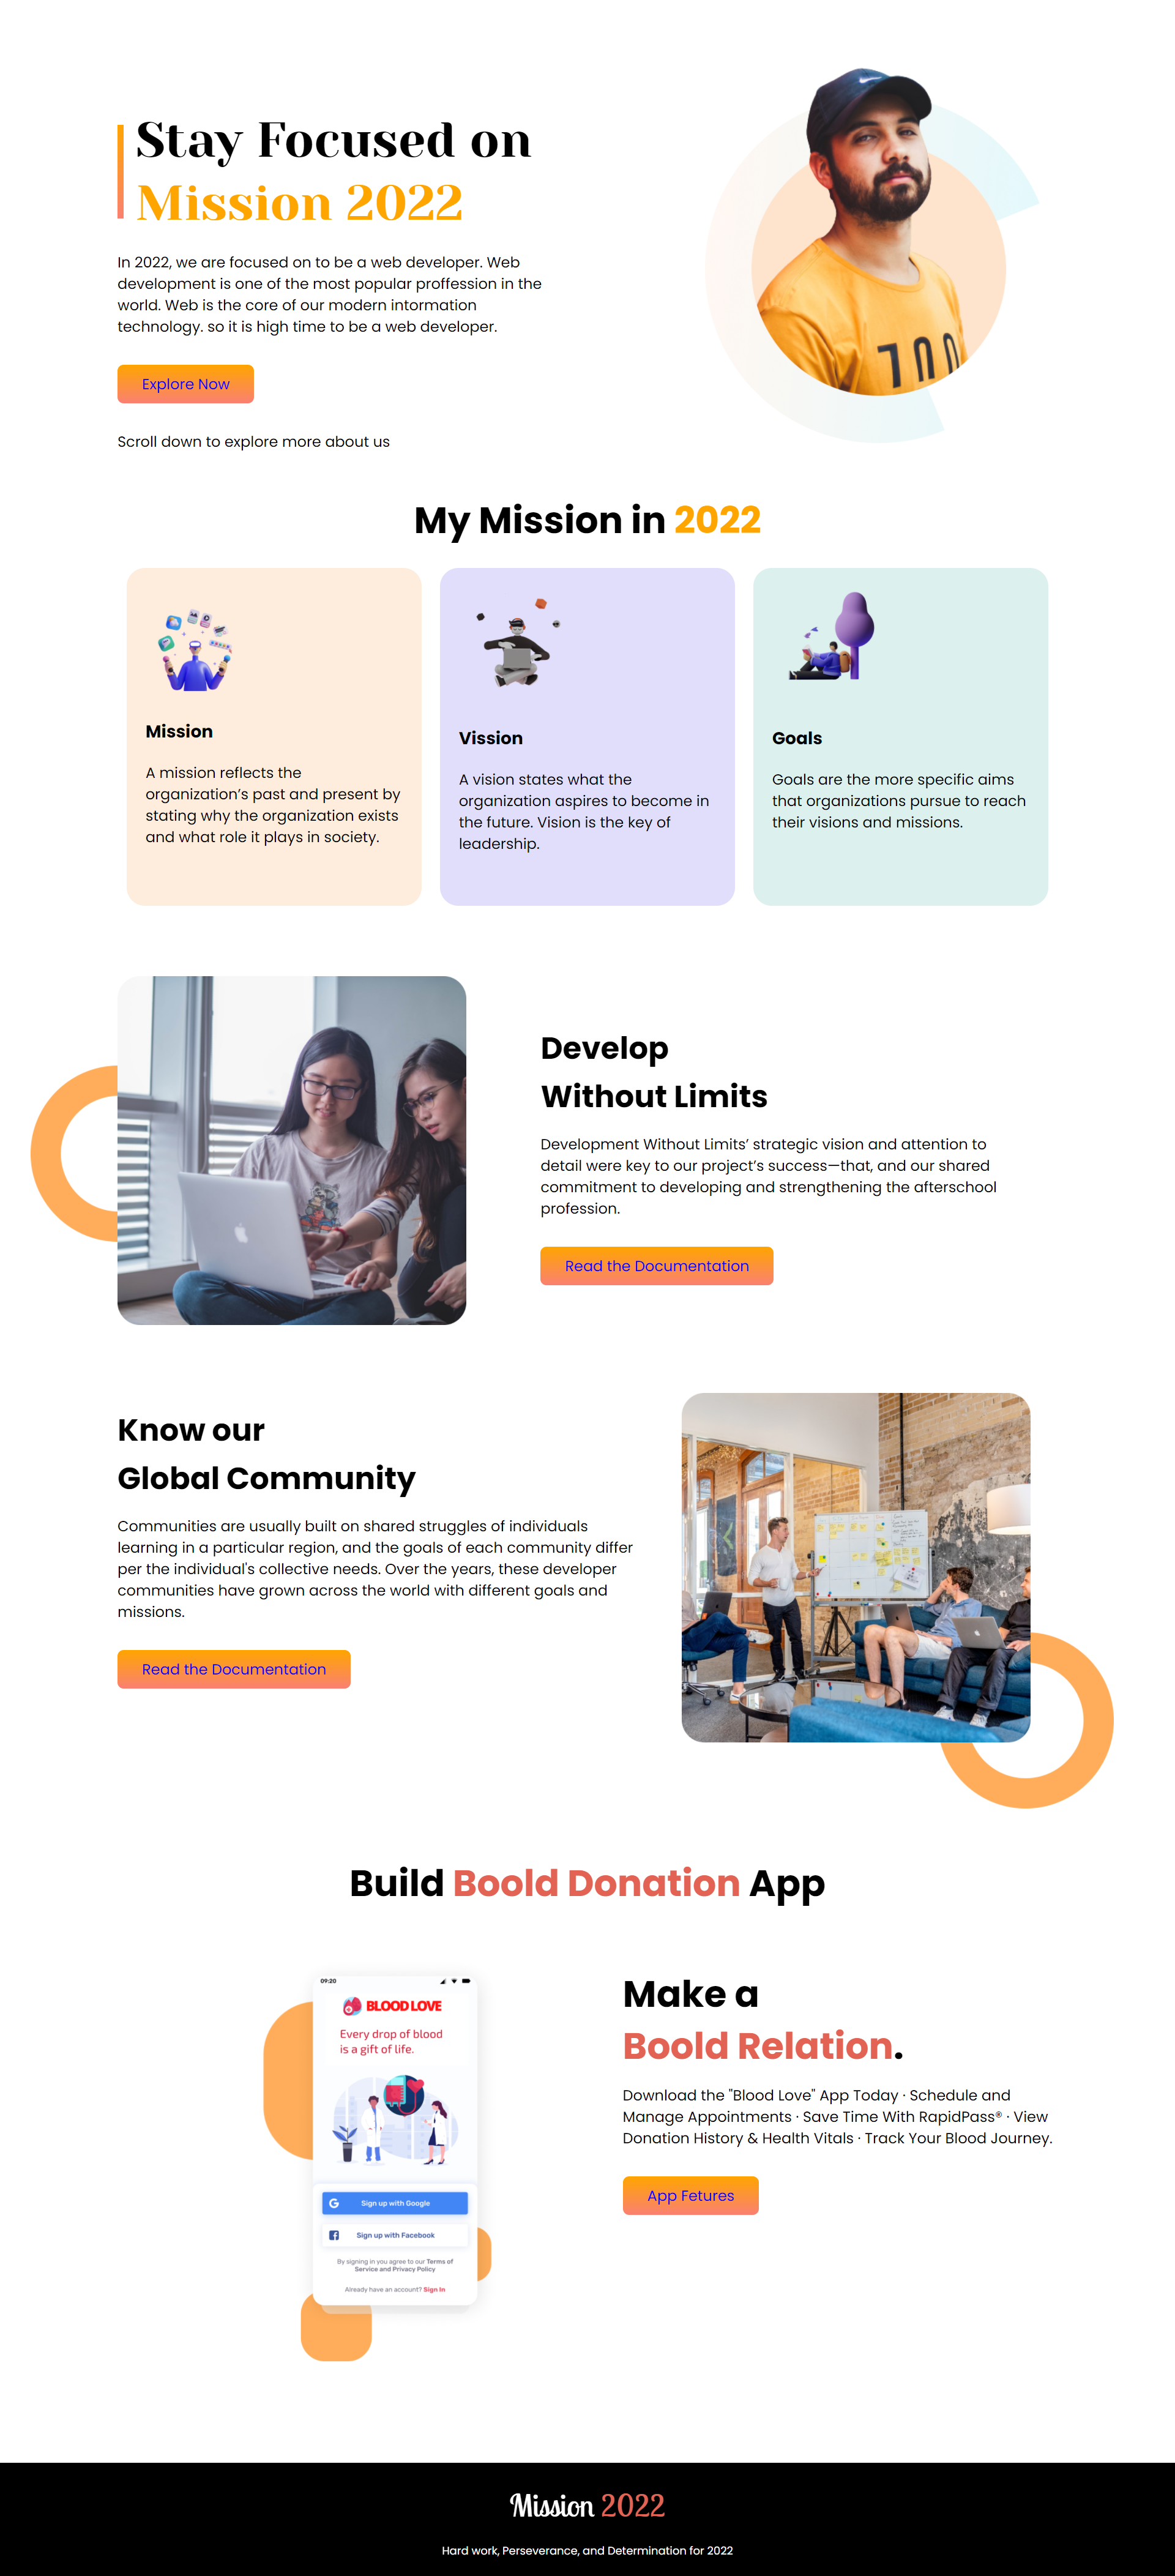 Stay Focused on
Mission 2022
In 2022, we are focused on to be a web developer. Web
development is one of the most popular proffession in the
world. Web is the core of our modern intormation
technology. so it is high time to be a web developer.
Explore Now
Scroll down to explore more about us
100
My Mission in 2022
Mission
A mission reflects the
organization’s past and present by
stating why the organization exists
and what role it plays in society.
Vission
A vision states what the
organization aspires to become in
the future. Vision is the key of
leadership.
Goals
Goals are the more specific aims
that organizations pursue to reach
their visions and missions.
Develop
Without Limits
Development Without Limits’ strategic vision and attention to
detail were key to our project’s success—that, and our shared
commitment to developing and strengthening the afterschool
profession.
Read the Documentation
Know our
Global Community
Communities are usually built on shared struggles of individuals
learning in a particular region, and the goals of each community differ
per the individual's collective needs. Over the years, these developer
communities have grown across the world with different goals and
missions.
Read the Documentation
Build Boold Donation App
09:20
BLOOD LOVE
Every drop of blood
is a gift of life.
Sign up with Google
Sign up with Facebook
By signing in you agree to our Terms of
Service and Privacy Policy
Already have an account? Sign In
Make a
Boold Relation.
Download the "Blood Love" App Today · Schedule and
Manage Appointments · Save Time With RapidPass® · View
Donation History & Health Vitals · Track Your Blood Journey.
App Fetures
Mission 2022
Hard work, Perseverance, and Determination for 2022